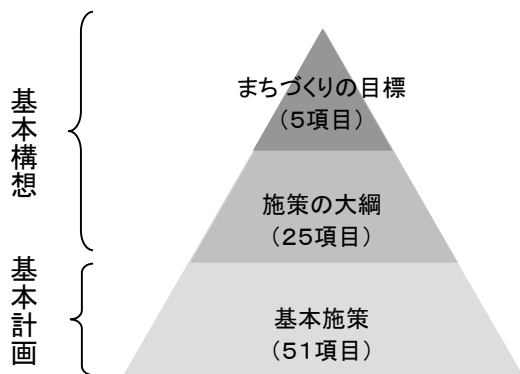 基本構想
まちづくりの目標
（5項目）
施策の大綱
（25項目）
基本計画
基本施策
（51項目）